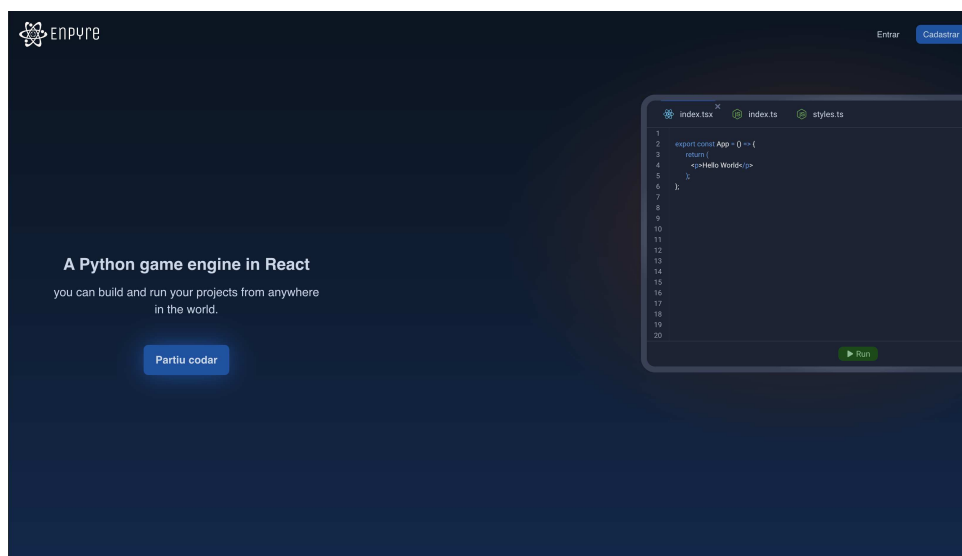 ENPYRE
Entrar
Cadastrar
index.tsx
index.ts
styles.ts
1
2 export const App = () => {
3 return (
4 <p>Hello World</p>
5 );
6 };
7
8
9
10
11
12
13
14
15
16
17
18
19
20
Run
A Python game engine in React
you can build and run your projects from anywhere
in the world.
Partiu codar